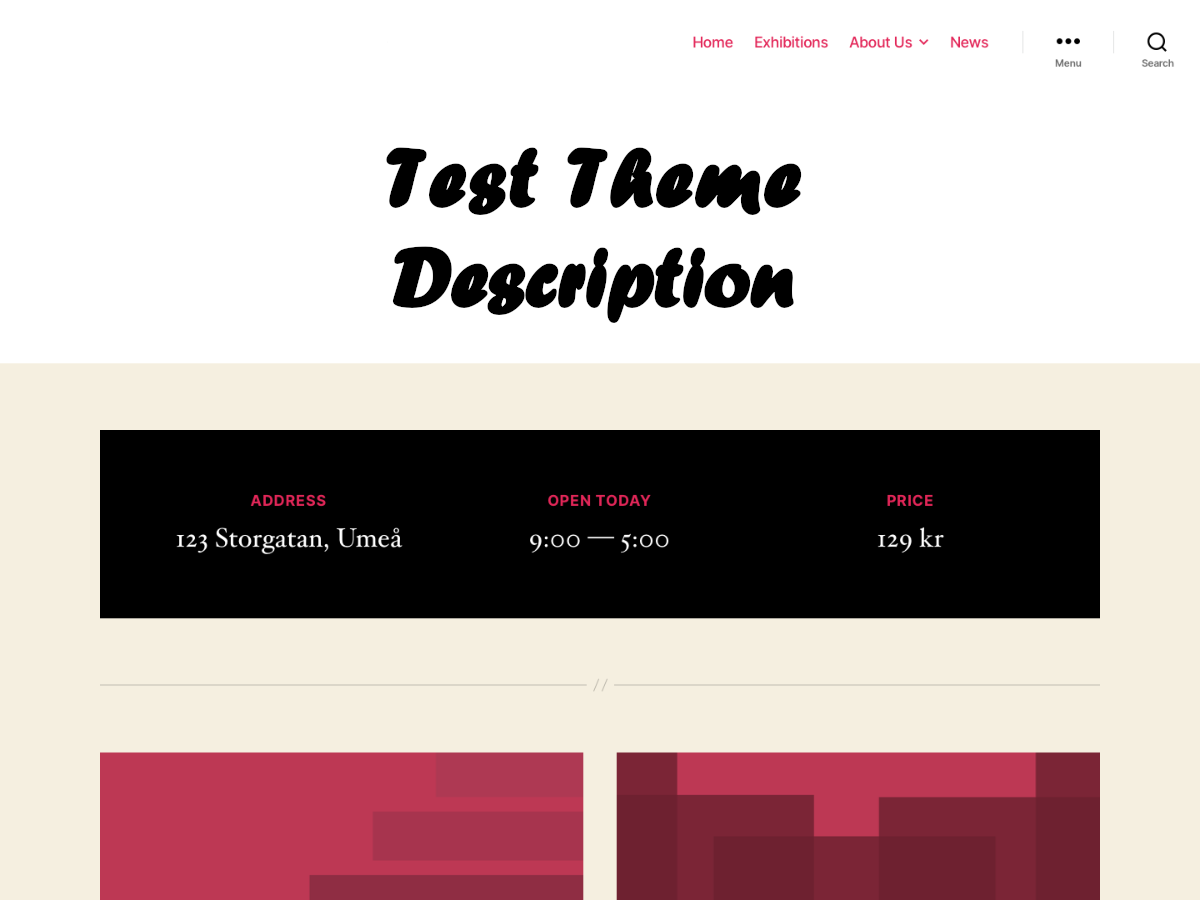 Home Exhibitions About Us News
Menu Search
Test Theme
Description
ADDRESS OPEN TODAY PRICE
123 Storgatan, Umeå 9:00 — 5:00 129 kr
//